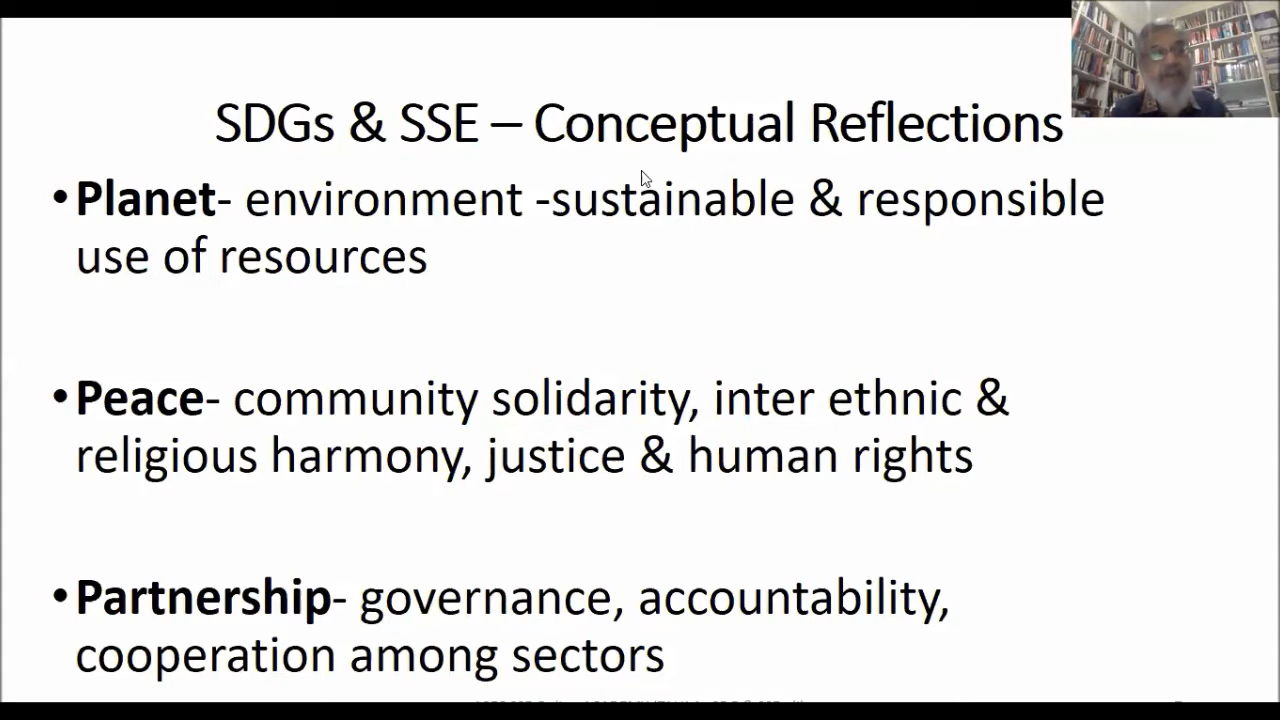 SDGs & SSE – Conceptual Reflections
• Planet- environment -sustainable & responsible
use of resources
• Peace- community solidarity, inter ethnic &
religious harmony, justice & human rights
• Partnership- governance, accountability,
cooperation among sectors